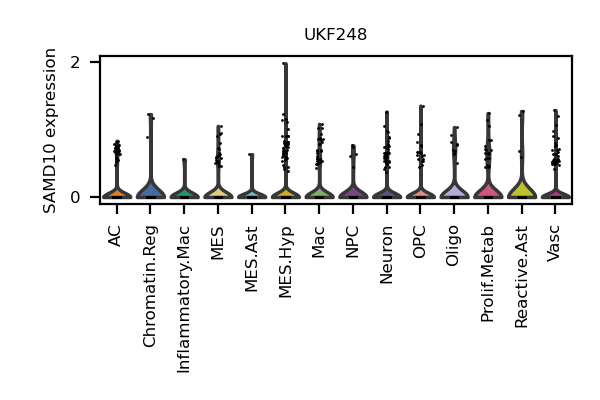 UKF248
SAMD10 expression
2
0
AC
Chromatin.Reg
Inflammatory.Mac
MES
MES.Ast
MES.Hyp
Mac
NPC
Neuron
OPC
Oligo
Prolif.Metab
Reactive.Ast
Vasc